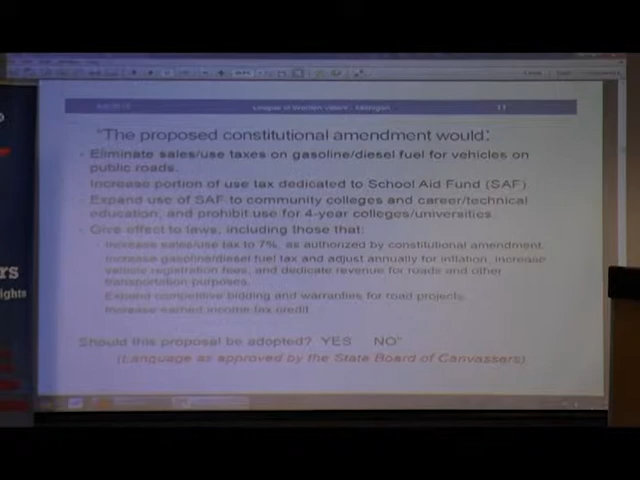 League of Women Voters - Michigan
11
"The proposed constitutional amendment would:
Eliminate sales/use taxes on gasoline/diesel fuel for vehicles on
public roads.
Increase portion of use tax dedicated to School Aid Fund (SAF).
Expand use of SAF to community colleges and career/technical
education, and prohibit use for 4-year colleges/universities.
Give effect to laws, including those that:
Increase sales/use tax to 7%, as authorized by constitutional amendment.
Increase gasoline/diesel fuel tax and adjust annually for inflation, increase
vehicle registration fees, and dedicate revenue for roads and other
transportation purposes.
Expand competitive bidding and warranties for road projects.
Increase earned income tax credit.
Should this proposal be adopted? YES NO"
(Language as approved by the State Board of Canvassers)
rs
ights